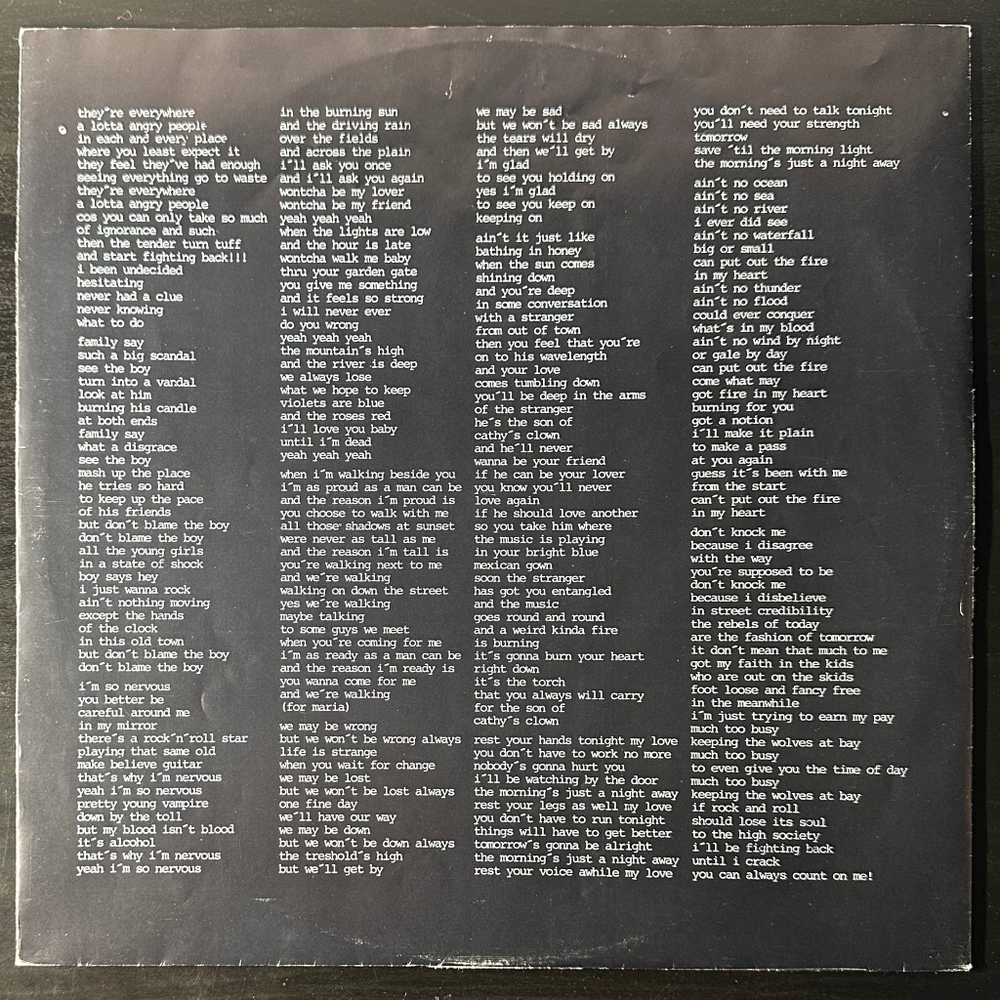 they˝re everywhere
a lotta angry people
in each and every place
where you least expect it
they feel they˝ve had enough
seeing everything go to waste
they˝re everywhere
a lotta angry people
cos you can only take so much
of ignorance and such
then the tender turn tuff
and start fighting back!!!
i been undecided
hesitating
never had a clue
never knowing
what to do
family say
such a big scandal
see the boy
turn into a vandal
look at him
burning his candle
at both ends
family say
what a disgrace
see the boy
mash up the place
he tries so hard
to keep up the pace
of his friends
but don˝t blame the boy
don˝t blame the boy
all the young girls
in a state of shock
boy says hey
i just wanna rock
ain˝t nothing moving
except the hands
of the clock
in this old town
but don˝t blame the boy
don˝t blame the boy
i˝m so nervous
you better be
careful around me
in my mirror
there˝s a rock˝n˝roll star
playing that same old
make believe guitar
that˝s why i˝m nervous
yeah i˝m so nervous
pretty young vampire
down by the toll
but my blood isn˝t blood
it˝s alcohol
that˝s why i˝m nervous
yeah i˝m so nervous
in the burning sun
and the driving rain
over the fields
and across the plain
i˝ll ask you once
and i˝ll ask you again
wontcha be my lover
wontcha be my friend
yeah yeah yeah
when the lights are low
and the hour is late
wontcha walk me baby
thru your garden gate
you give me something
and it feels so strong
i will never ever
do you wrong
yeah yeah yeah
the mountain˝s high
and the river is deep
we always lose
what we hope to keep
violets are blue
and the roses red
i˝ll love you baby
until i˝m dead
yeah yeah yeah
when i˝m walking beside you
i˝m as proud as a man can be
and the reason i˝m proud is
you choose to walk with me
all those shadows at sunset
were never as tall as me
and the reason i˝m tall is
you˝re walking next to me
and we˝re walking
walking on down the street
yes we˝re walking
maybe talking
to some guys we meet
when you˝re coming for me
i˝m as ready as a man can be
and the reason i˝m ready is
you wanna come for me
and we˝re walking
(for maria)
we may be wrong
but we won˝t be wrong always
life is strange
when you wait for change
we may be lost
but we won˝t be lost always
one fine day
we˝ll have our way
we may be down
but we won˝t be down always
the treshold˝s high
but we˝ll get by
we may be sad
but we won˝t be sad always
the tears will dry
and then we˝ll get by
i˝m glad
to see you holding on
yes i˝m glad
to see you keep on
keeping on
ain˝t it just like
bathing in honey
when the sun comes
shining down
and you˝re deep
in some conversation
with a stranger
from out of town
then you feel that you˝re
on to his wavelength
and your love
comes tumbling down
you˝ll be deep in the arms
of the stranger
he˝s the son of
cathy˝s clown
and he˝ll never
wanna be your friend
if he can be your lover
you know you˝ll never
love again
if he should love another
so you take him where
the music is playing
in your bright blue
mexican gown
soon the stranger
has got you entangled
and the music
goes round and round
and a weird kinda fire
is burning
it˝s gonna burn your heart
right down
it˝s the torch
that you always will carry
for the son of
cathy˝s clown
rest your hands tonight my love
you don˝t have to work no more
nobody˝s gonna hurt you
i˝ll be watching by the door
the morning˝s just a night away
rest your legs as well my love
you don˝t have to run tonight
things will have to get better
tomorrow˝s gonna be alright
the morning˝s just a night away
rest your voice awhile my love
you don˝t need to talk tonight
you˝ll need your strength
tomorrow
save ˝til the morning light
the morning˝s just a night away
ain˝t no ocean
ain˝t no sea
ain˝t no river
i ever did see
ain˝t no waterfall
big or small
can put out the fire
in my heart
ain˝t no thunder
ain˝t no flood
could ever conquer
what˝s in my blood
ain˝t no wind by night
or gale by day
can put out the fire
come what may
got fire in my heart
burning for you
got a notion
i˝ll make it plain
to make a pass
at you again
guess it˝s been with me
from the start
can˝t put out the fire
in my heart
don˝t knock me
because i disagree
with the way
you˝re supposed to be
don˝t knock me
because i disbelieve
in street credibility
the rebels of today
are the fashion of tomorrow
it don˝t mean that much to me
got my faith in the kids
who are out on the skids
foot loose and fancy free
in the meanwhile
i˝m just trying to earn my pay
much too busy
keeping the wolves at bay
much too busy
to even give you the time of day
much too busy
keeping the wolves at bay
if rock and roll
should lose its soul
to the high society
i˝ll be fighting back
until i crack
you can always count on me!